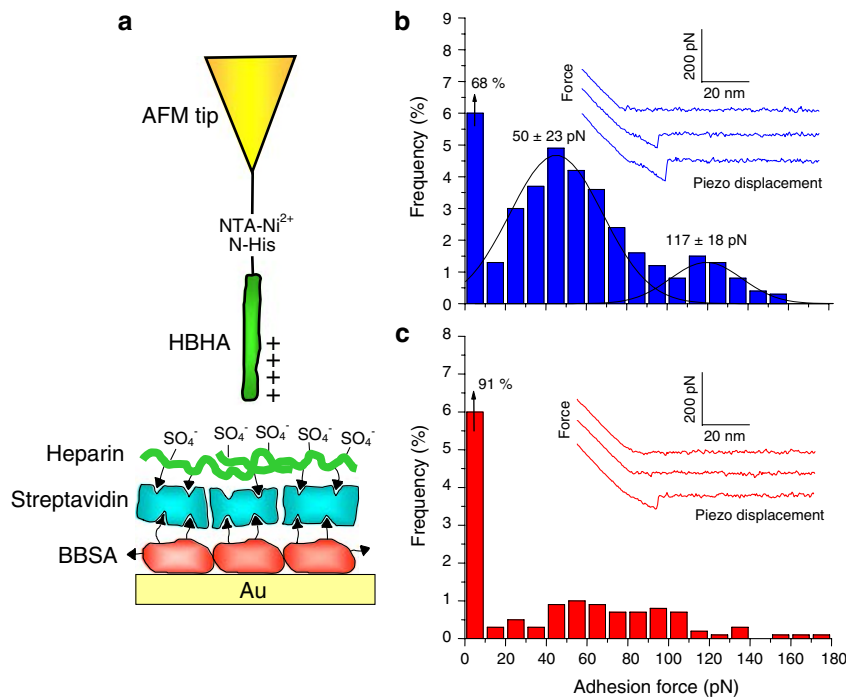 a
AFM tip
NTA-Ni²⁺
N-His
HBHA
+
+
+
+
SO₄⁻
SO₄⁻ SO₄⁻ SO₄⁻
SO₄⁻
Heparin
Streptavidin
BBSA
Au
b
9
8
7
6
5
4
3
2
1
0
Frequency (%)
68 %
50 ± 23 pN
117 ± 18 pN
Force
Piezo displacement
200 pN
20 nm
c
8
7
6
5
4
3
2
1
0
Frequency (%)
91 %
Force
Piezo displacement
200 pN
20 nm
0 20 40 60 80 100 120 140 160 180
Adhesion force (pN)